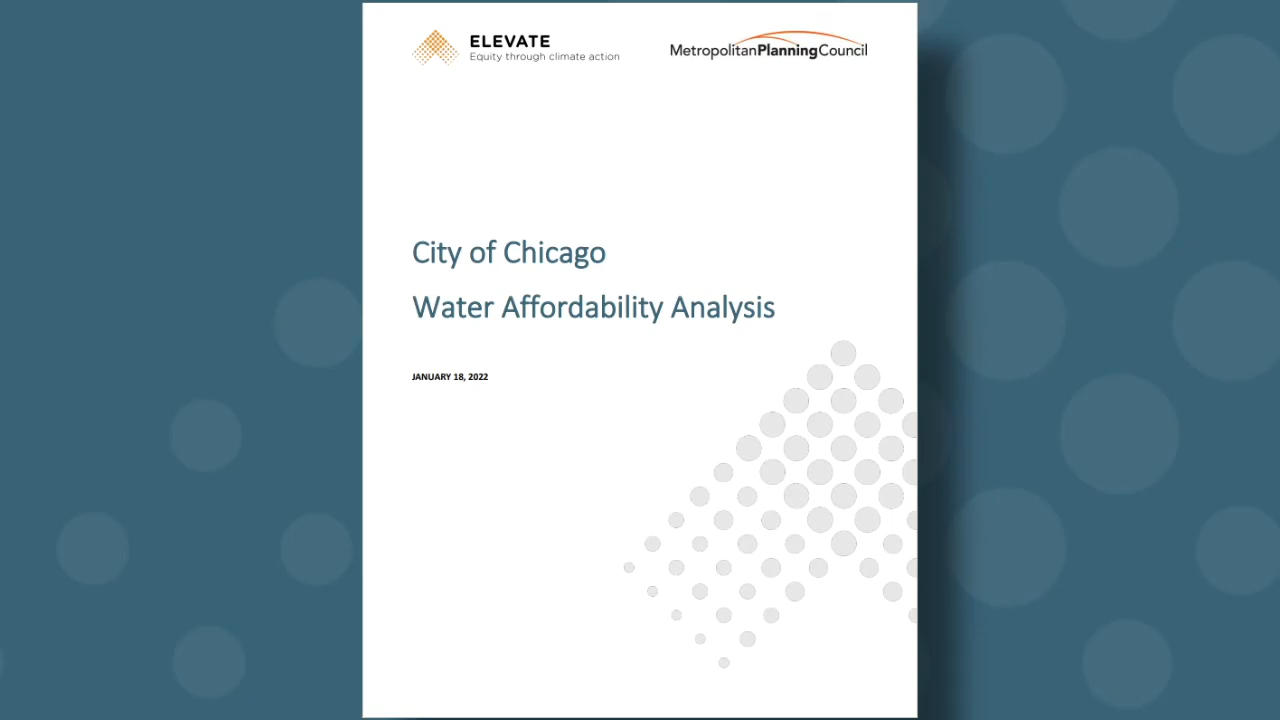 ELEVATE
Equity through climate action
MetropolitanPlanningCouncil
City of Chicago
Water Affordability Analysis
JANUARY 18, 2022